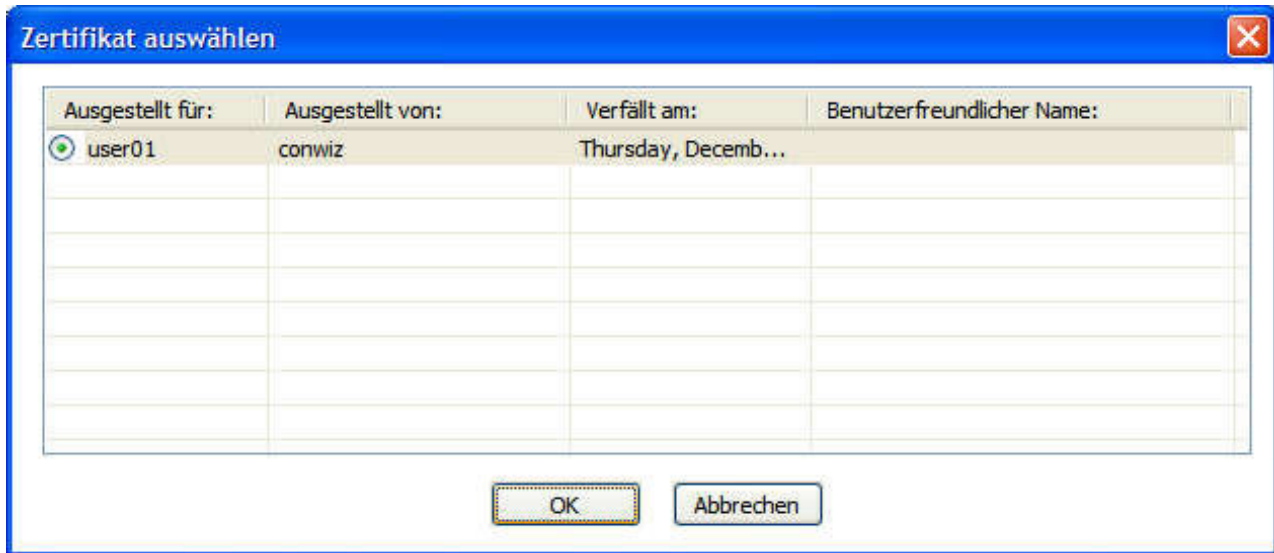 Zertifikat auswählen
Ausgestellt für: Ausgestellt von: Verfällt am: Benutzerfreundlicher Name:
user01 conwiz Thursday, Decemb...
OK Abbrechen